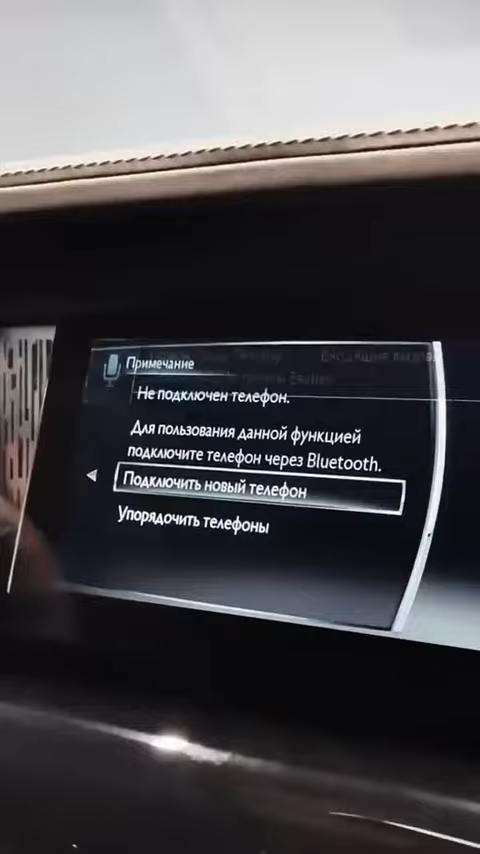 Примечание
Не подключен телефон.
Для пользования данной функцией
подключите телефон через Bluetooth.
Подключить новый телефон
Упорядочить телефоны